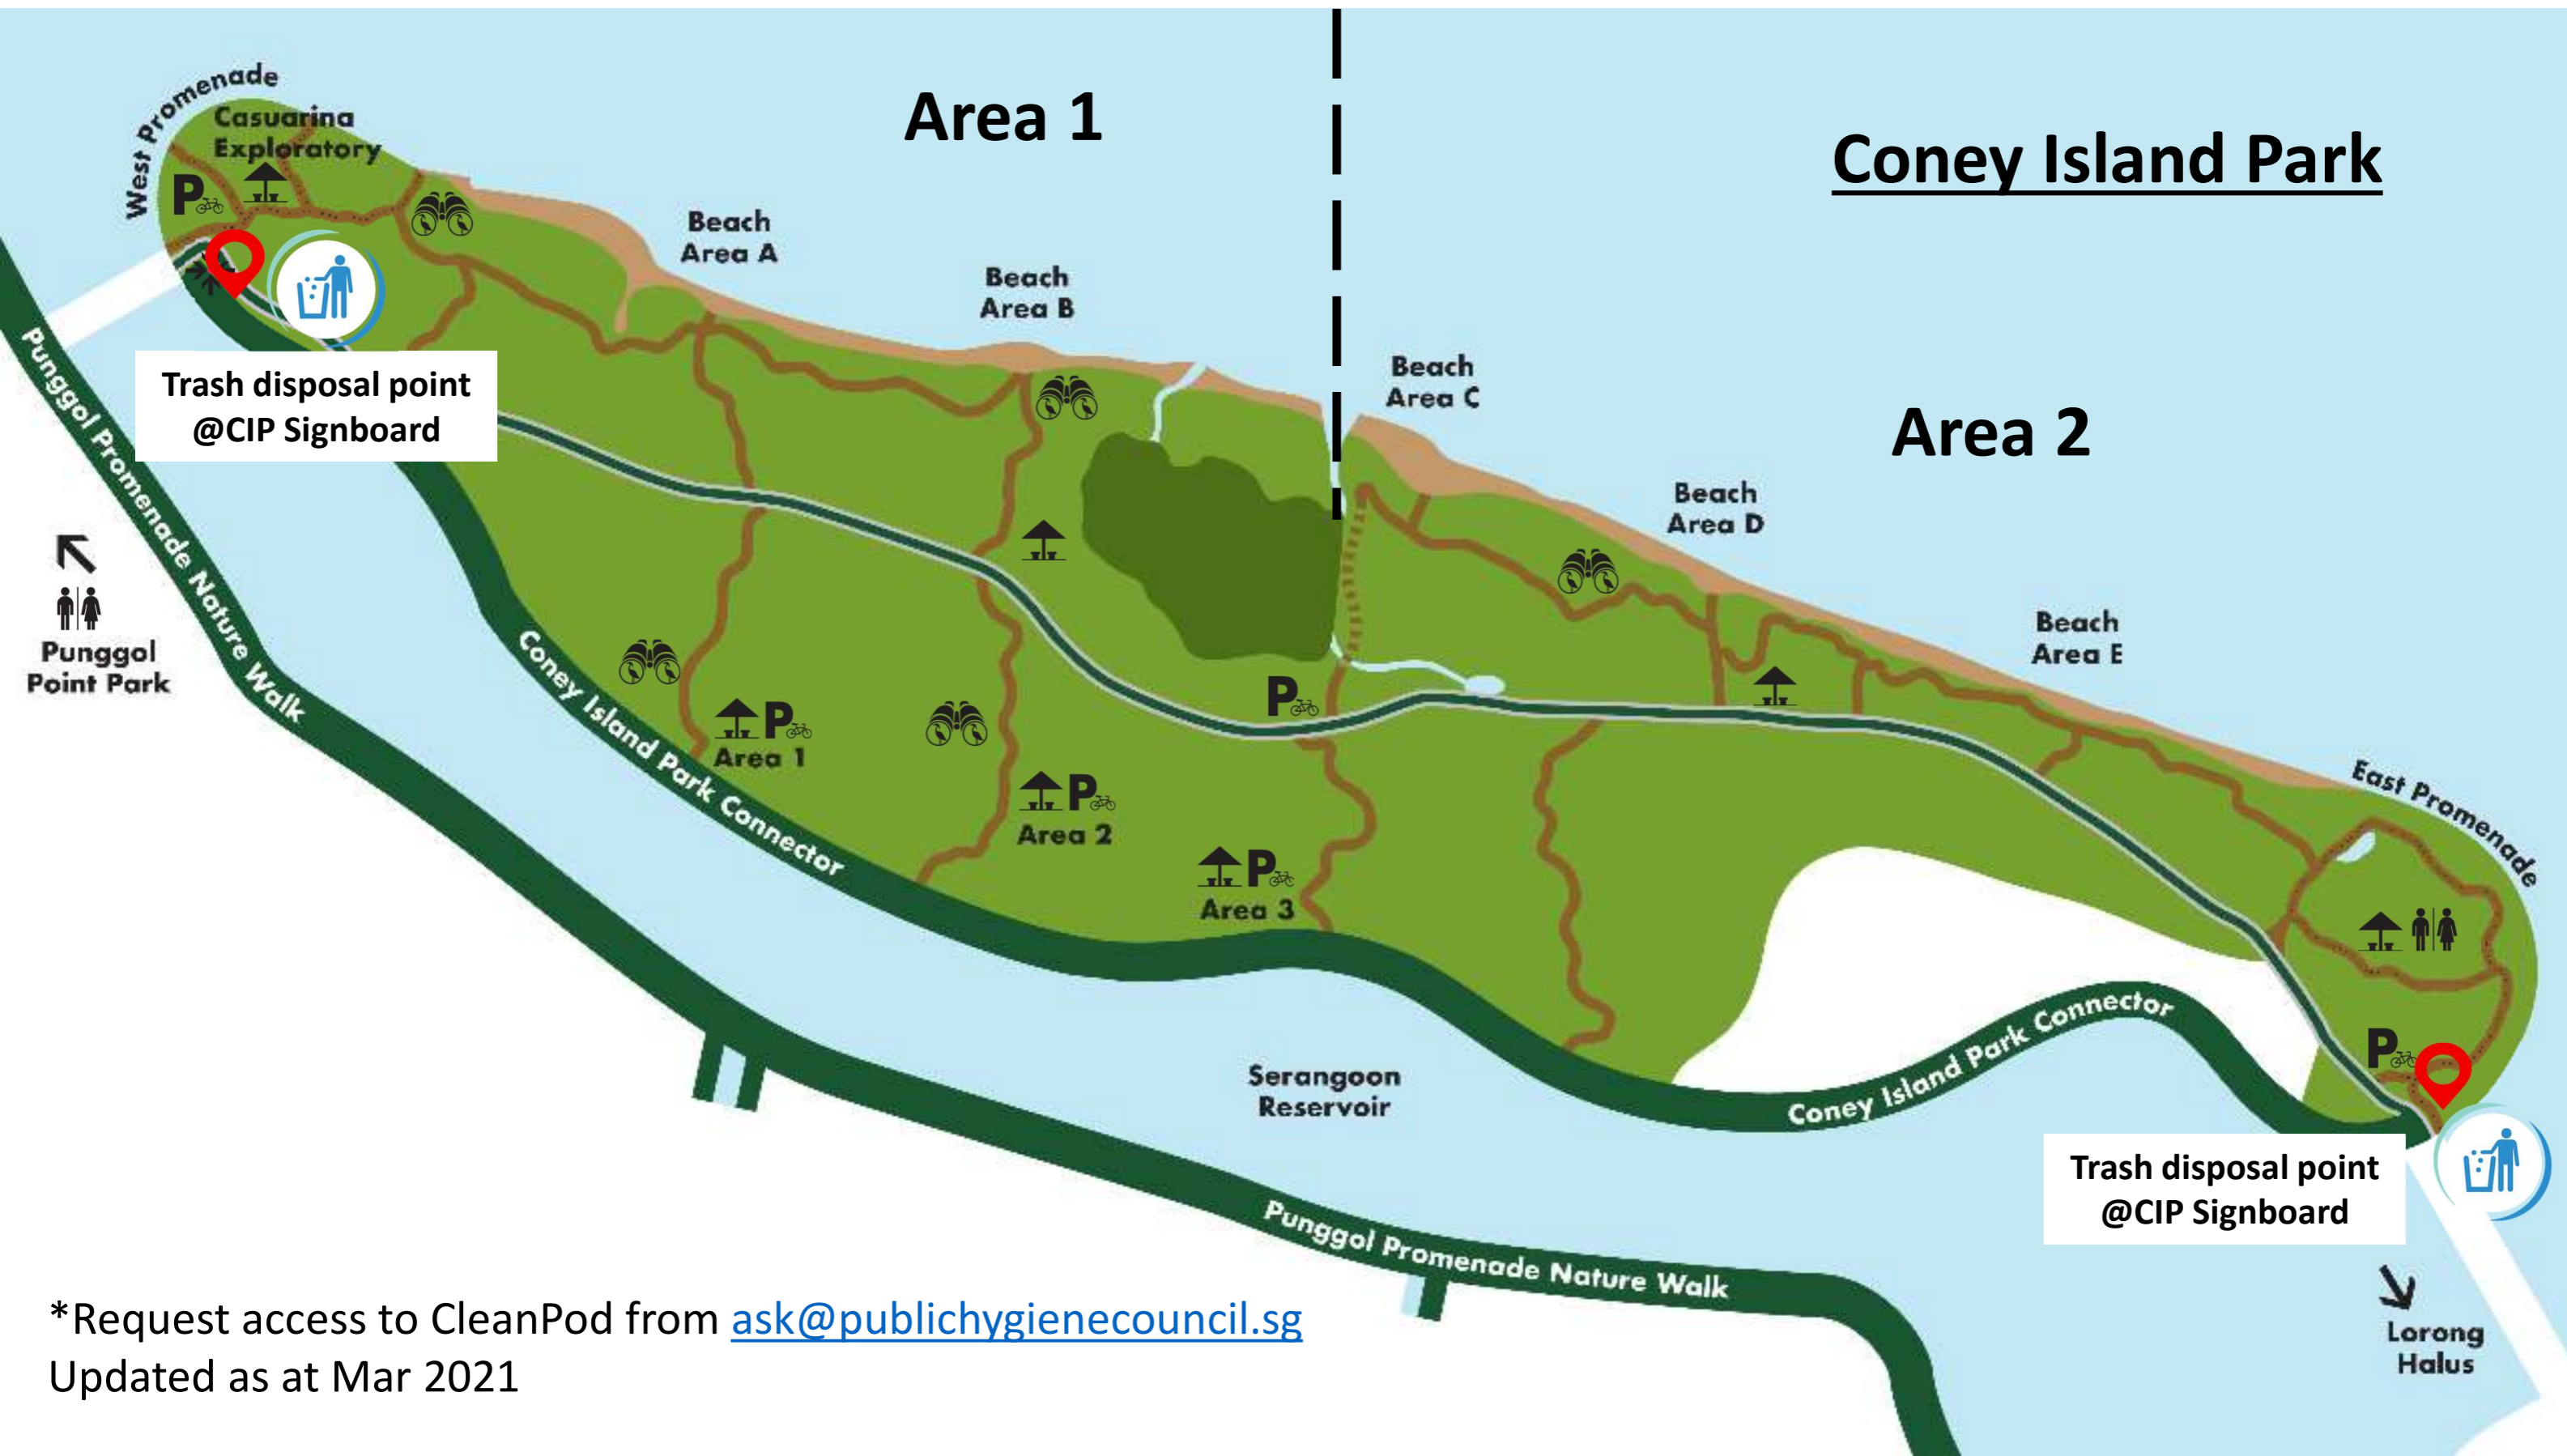 Area 1
Coney Island Park
West Promenade
Casuarina
Exploratory
P
Beach
Area A
Beach
Area B
Beach
Area C
Area 2
Beach
Area D
Beach
Area E
East Promenade
Trash disposal point
@CIP Signboard
Punggol Promenade Nature Walk
Punggol
Point Park
Coney Island Park Connector
P
Area 1
P
Area 2
P
P
Area 3
Serangoon
Reservoir
Coney Island Park Connector
P
Trash disposal point
@CIP Signboard
Punggol Promenade Nature Walk
Lorong
Halus
*Request access to CleanPod from ask@publichygienecouncil.sg
Updated as at Mar 2021